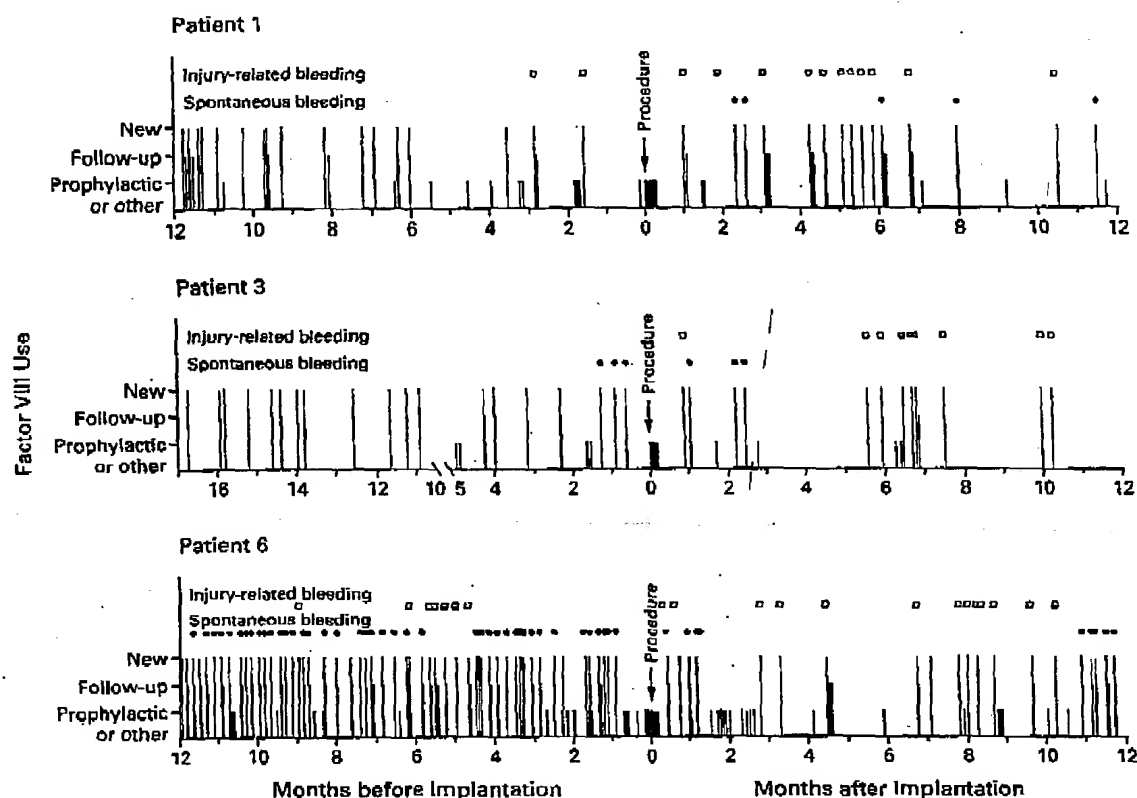 Patient 1
Injury-related bleeding
Spontaneous bleeding
Procedure
New
Follow-up
Prophylactic
or other
12 10 8 6 4 2 0 2 4 6 8 10 12
Patient 3
Injury-related bleeding
Spontaneous bleeding
Procedure
New
Follow-up
Prophylactic
or other
16 14 12 10 5 4 2 0 2 4 6 8 10 12
Factor VIII Use
Patient 6
Injury-related bleeding
Spontaneous bleeding
Procedure
New
Follow-up
Prophylactic
or other
12 10 8 6 4 2 0 2 4 6 8 10 12
Months before Implantation
Months after Implantation